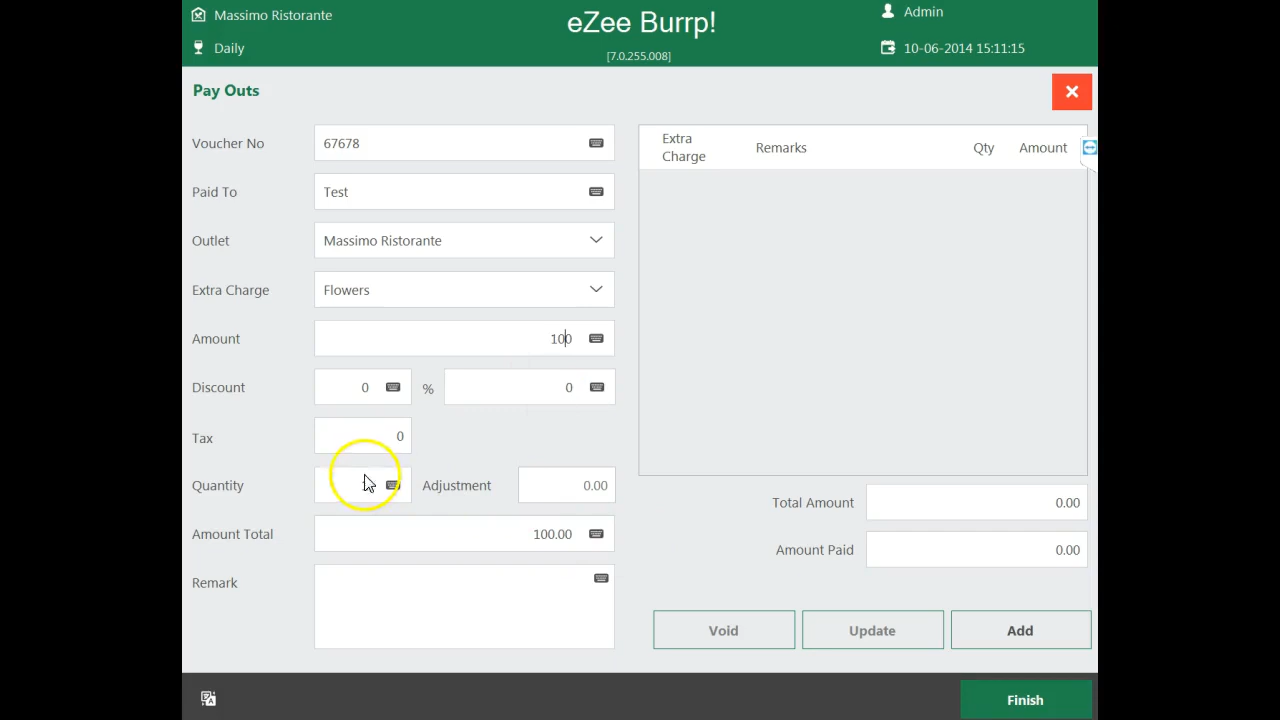 Massimo Ristorante
eZee Burrp!
Admin
Daily
[7.0.255.008]
10-06-2014 15:11:15
Pay Outs
Voucher No 67678
Paid To Test
Outlet Massimo Ristorante
Extra Charge Flowers
Amount 100
Discount 0 % 0
Tax 0
Quantity Adjustment 0.00
Amount Total 100.00
Remark
Extra
Charge
Remarks Qty Amount
Total Amount 0.00
Amount Paid 0.00
Void Update Add
Finish